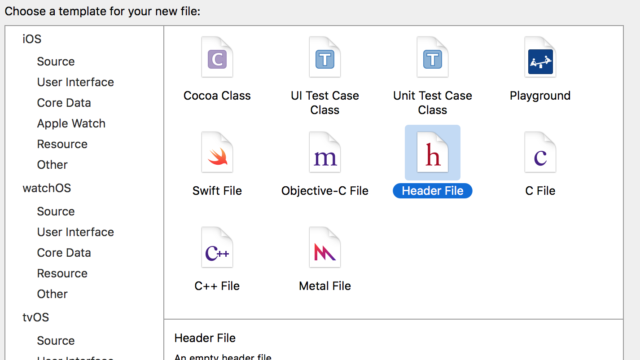 Choose a template for your new file:
iOS
Source
User Interface
Core Data
Apple Watch
Resource
Other
watchOS
Source
User Interface
Core Data
Resource
Other
tvOS
Source
User Interface
C
T
T
Cocoa Class
UI Test Case
Class
Unit Test Case
Class
Playground
m
h
c
Swift File
Objective-C File
Header File
C File
C++
C++ File
Metal File
Header File
An empty header file.